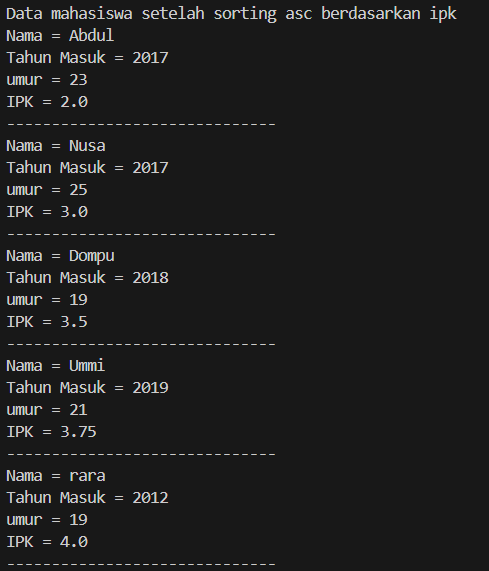 Data mahasiswa setelah sorting asc berdasarkan ipk
Nama = Abdul
Tahun Masuk = 2017
umur = 23
IPK = 2.0
------------------------------
Nama = Nusa
Tahun Masuk = 2017
umur = 25
IPK = 3.0
------------------------------
Nama = Dompu
Tahun Masuk = 2018
umur = 19
IPK = 3.5
------------------------------
Nama = Ummi
Tahun Masuk = 2019
umur = 21
IPK = 3.75
------------------------------
Nama = rara
Tahun Masuk = 2012
umur = 19
IPK = 4.0
------------------------------